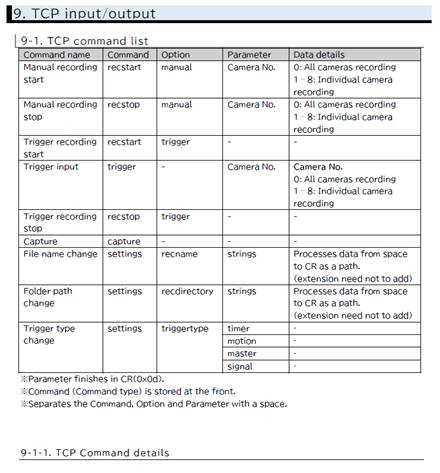 9. TCP input/output
9-1. TCP command list
Command name Command Option Parameter Data details
Manual recording start recstart manual Camera No. 0: All cameras recording
1 - 8: Individual camera recording
Manual recording stop recstop manual Camera No. 0: All cameras recording
1 - 8: Individual camera recording
Trigger recording start recstart trigger - -
Trigger input trigger - Camera No. Camera No.
0: All cameras recording
1 - 8: Individual camera recording
Trigger recording stop recstop trigger - -
Capture capture - - -
File name change settings recname strings Processes data from space
to CR as a path.
(extension need not to add)
Folder path change settings recdirectory strings Processes data from space
to CR as a path.
(extension need not to add)
Trigger type change settings triggertype timer -
motion -
master -
signal -
※Parameter finishes in CR(0x0d).
※Command (Command type) is stored at the front.
※Separates the Command, Option and Parameter with a space.
9-1-1. TCP Command details